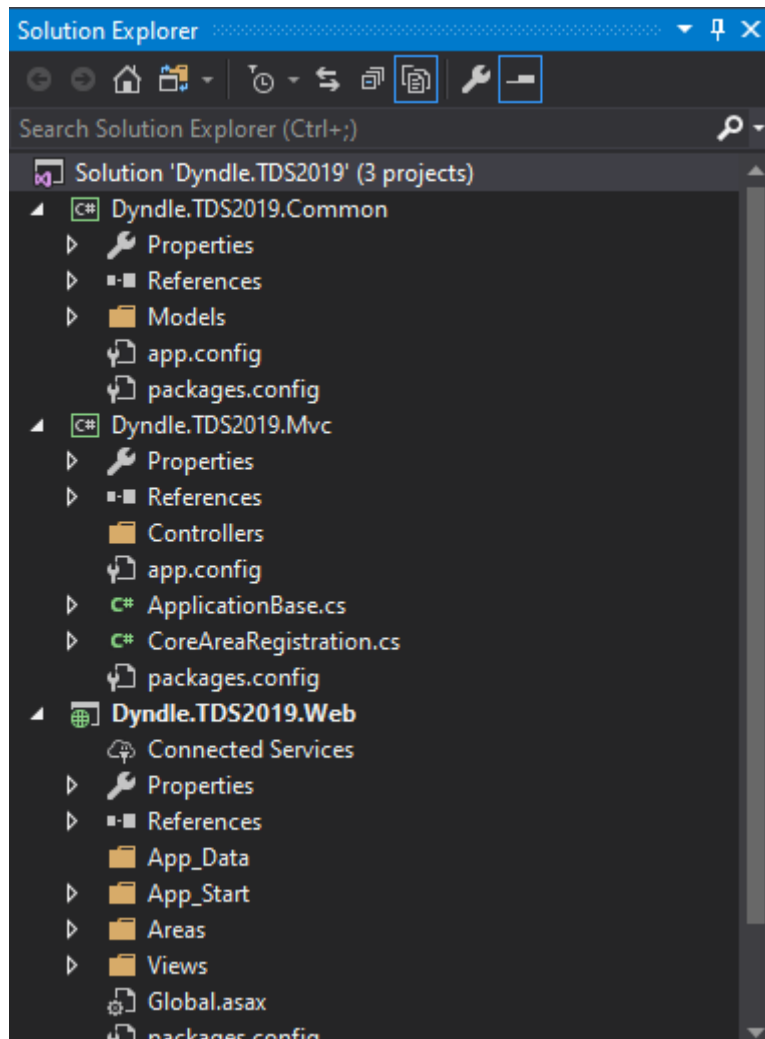 Solution Explorer
Search Solution Explorer (Ctrl+;)
Solution 'Dyndle.TDS2019' (3 projects)
C# Dyndle.TDS2019.Common
Properties
References
Models
app.config
packages.config
C# Dyndle.TDS2019.Mvc
Properties
References
Controllers
app.config
C# ApplicationBase.cs
C# CoreAreaRegistration.cs
packages.config
Dyndle.TDS2019.Web
Connected Services
Properties
References
App_Data
App_Start
Areas
Views
Global.asax
packages.config